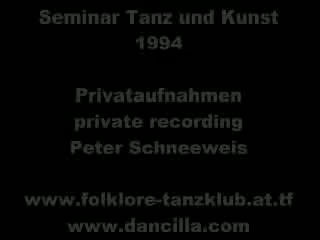 Seminar Tanz und Kunst
1994
Privataufnahmen
private recording
Peter Schneeweis
www.folklore-tanzklub.at.tf
www.dancilla.com